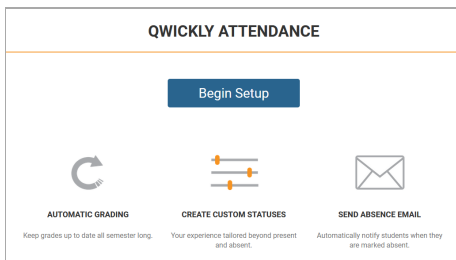 QWICKLY ATTENDANCE
Begin Setup
AUTOMATIC GRADING
Keep grades up to date all semester long.
CREATE CUSTOM STATUSES
Your experience tailored beyond present
and absent.
SEND ABSENCE EMAIL
Automatically notify students when they
are marked absent.